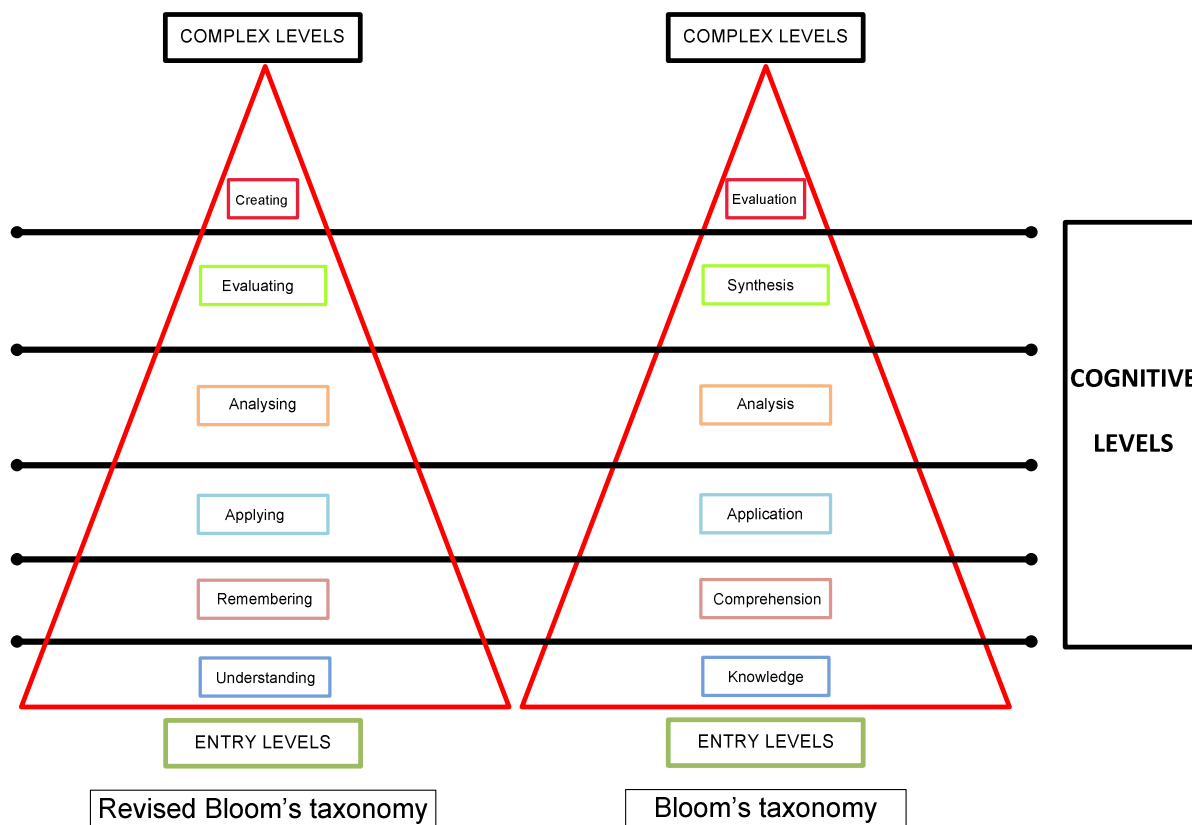 COMPLEX LEVELS
COMPLEX LEVELS
Creating
Evaluation
Evaluating
Synthesis
Analysing
Analysis
COGNITIVE
LEVELS
Applying
Application
Remembering
Comprehension
Understanding
Knowledge
ENTRY LEVELS
ENTRY LEVELS
Revised Bloom’s taxonomy
Bloom’s taxonomy